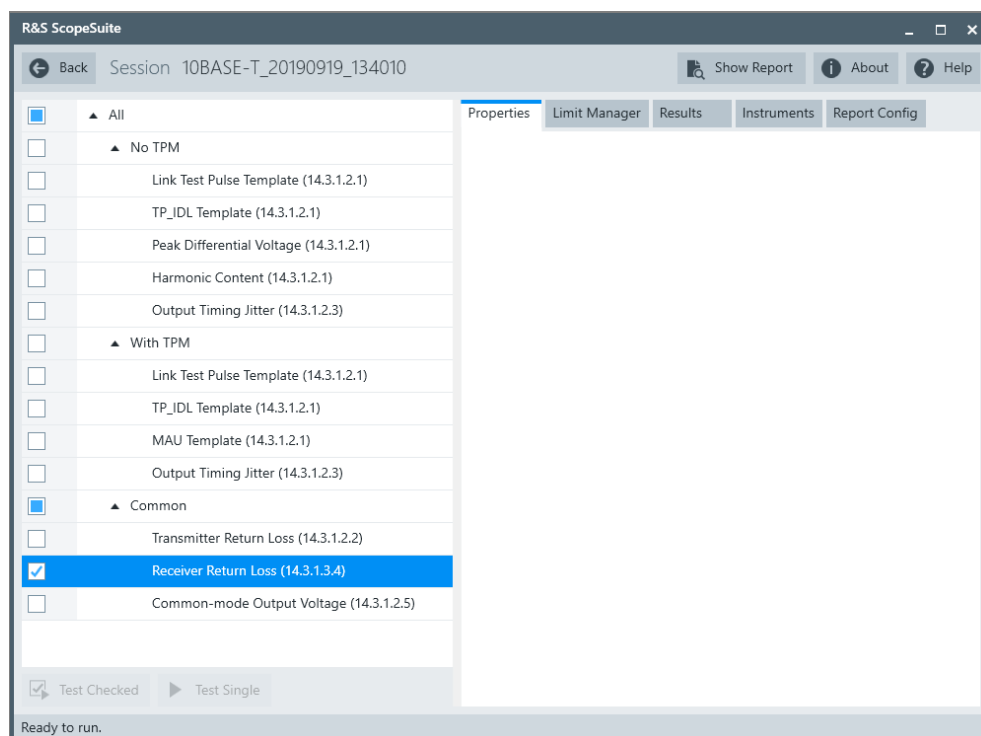 R&S ScopeSuite
Back Session 10BASE-T_20190919_134010 Show Report About Help
All
No TPM
Link Test Pulse Template (14.3.1.2.1)
TP_IDL Template (14.3.1.2.1)
Peak Differential Voltage (14.3.1.2.1)
Harmonic Content (14.3.1.2.1)
Output Timing Jitter (14.3.1.2.3)
With TPM
Link Test Pulse Template (14.3.1.2.1)
TP_IDL Template (14.3.1.2.1)
MAU Template (14.3.1.2.1)
Output Timing Jitter (14.3.1.2.3)
Common
Transmitter Return Loss (14.3.1.2.2)
Receiver Return Loss (14.3.1.3.4)
Common-mode Output Voltage (14.3.1.2.5)
Properties Limit Manager Results Instruments Report Config
Test Checked Test Single
Ready to run.